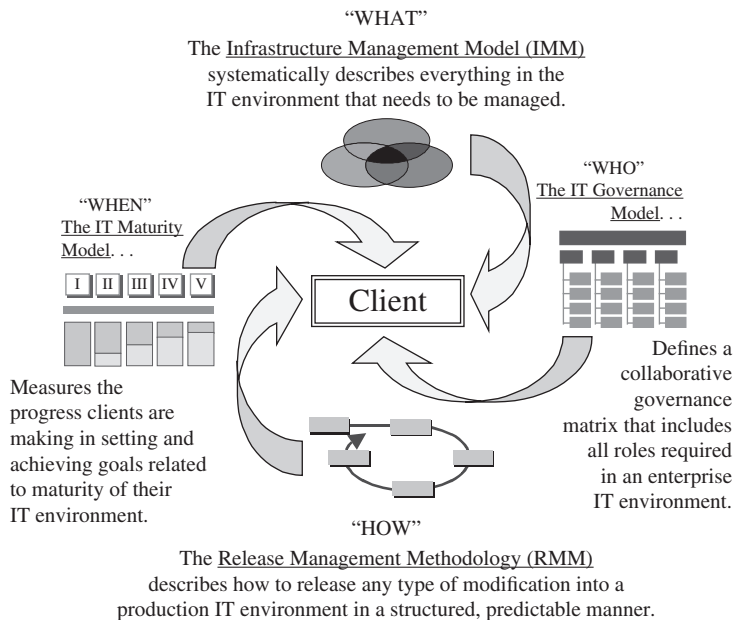 “WHAT”
The Infrastructure Management Model (IMM)
systematically describes everything in the
IT environment that needs to be managed.
“WHO”
The IT Governance
Model. . .
“WHEN”
The IT Maturity
Model. . .
I II III IV V
Client
Defines a
collaborative
governance
matrix that includes
all roles required
in an enterprise
IT environment.
Measures the
progress clients are
making in setting and
achieving goals related
to maturity of their
IT environment.
“HOW”
The Release Management Methodology (RMM)
describes how to release any type of modification into a
production IT environment in a structured, predictable manner.